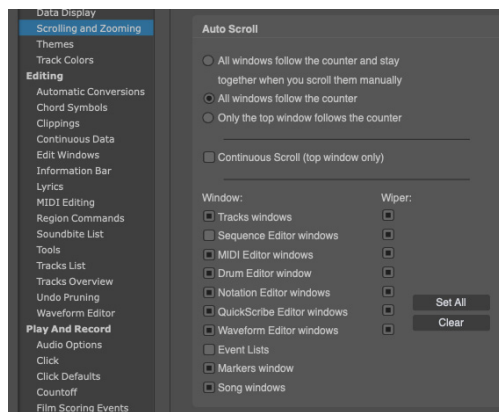 Data Display
Scrolling and Zooming
Themes
Track Colors
Editing
Automatic Conversions
Chord Symbols
Clippings
Continuous Data
Edit Windows
Information Bar
Lyrics
MIDI Editing
Region Commands
Soundbite List
Tools
Tracks List
Tracks Overview
Undo Pruning
Waveform Editor
Play And Record
Audio Options
Click
Click Defaults
Countoff
Film Scoring Events
Auto Scroll
All windows follow the counter and stay
together when you scroll them manually
All windows follow the counter
Only the top window follows the counter
Continuous Scroll (top window only)
Window: Wiper:
Tracks windows
Sequence Editor windows
MIDI Editor windows
Drum Editor window
Notation Editor windows
QuickScribe Editor windows
Waveform Editor windows
Event Lists
Markers window
Song windows
Set All
Clear